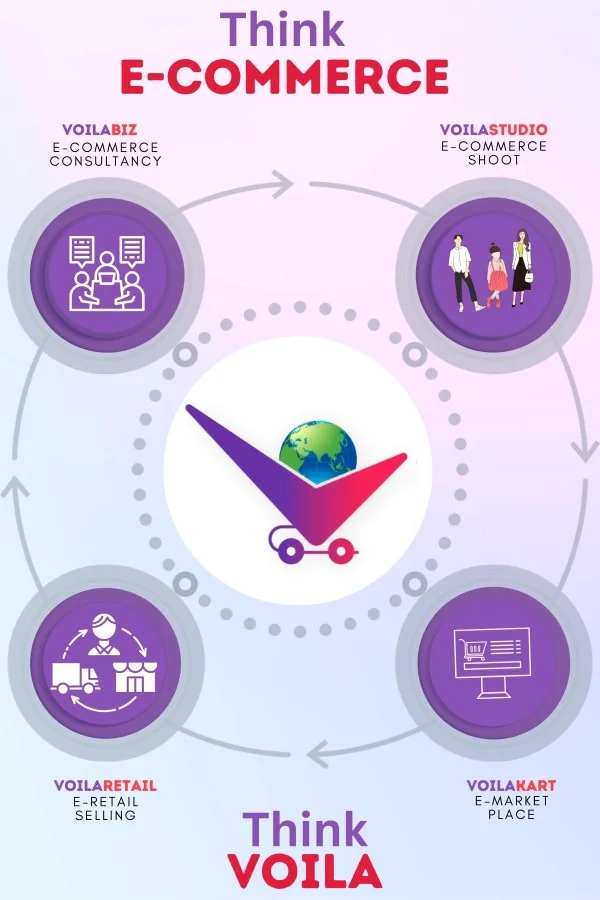 Think
E-COMMERCE
VOILABIZ
E-COMMERCE
CONSULTANCY
VOILASTUDIO
E-COMMERCE
SHOOT
VOILARETAIL
E-RETAIL
SELLING
VOILAKART
E-MARKET
PLACE
Think
VOILA